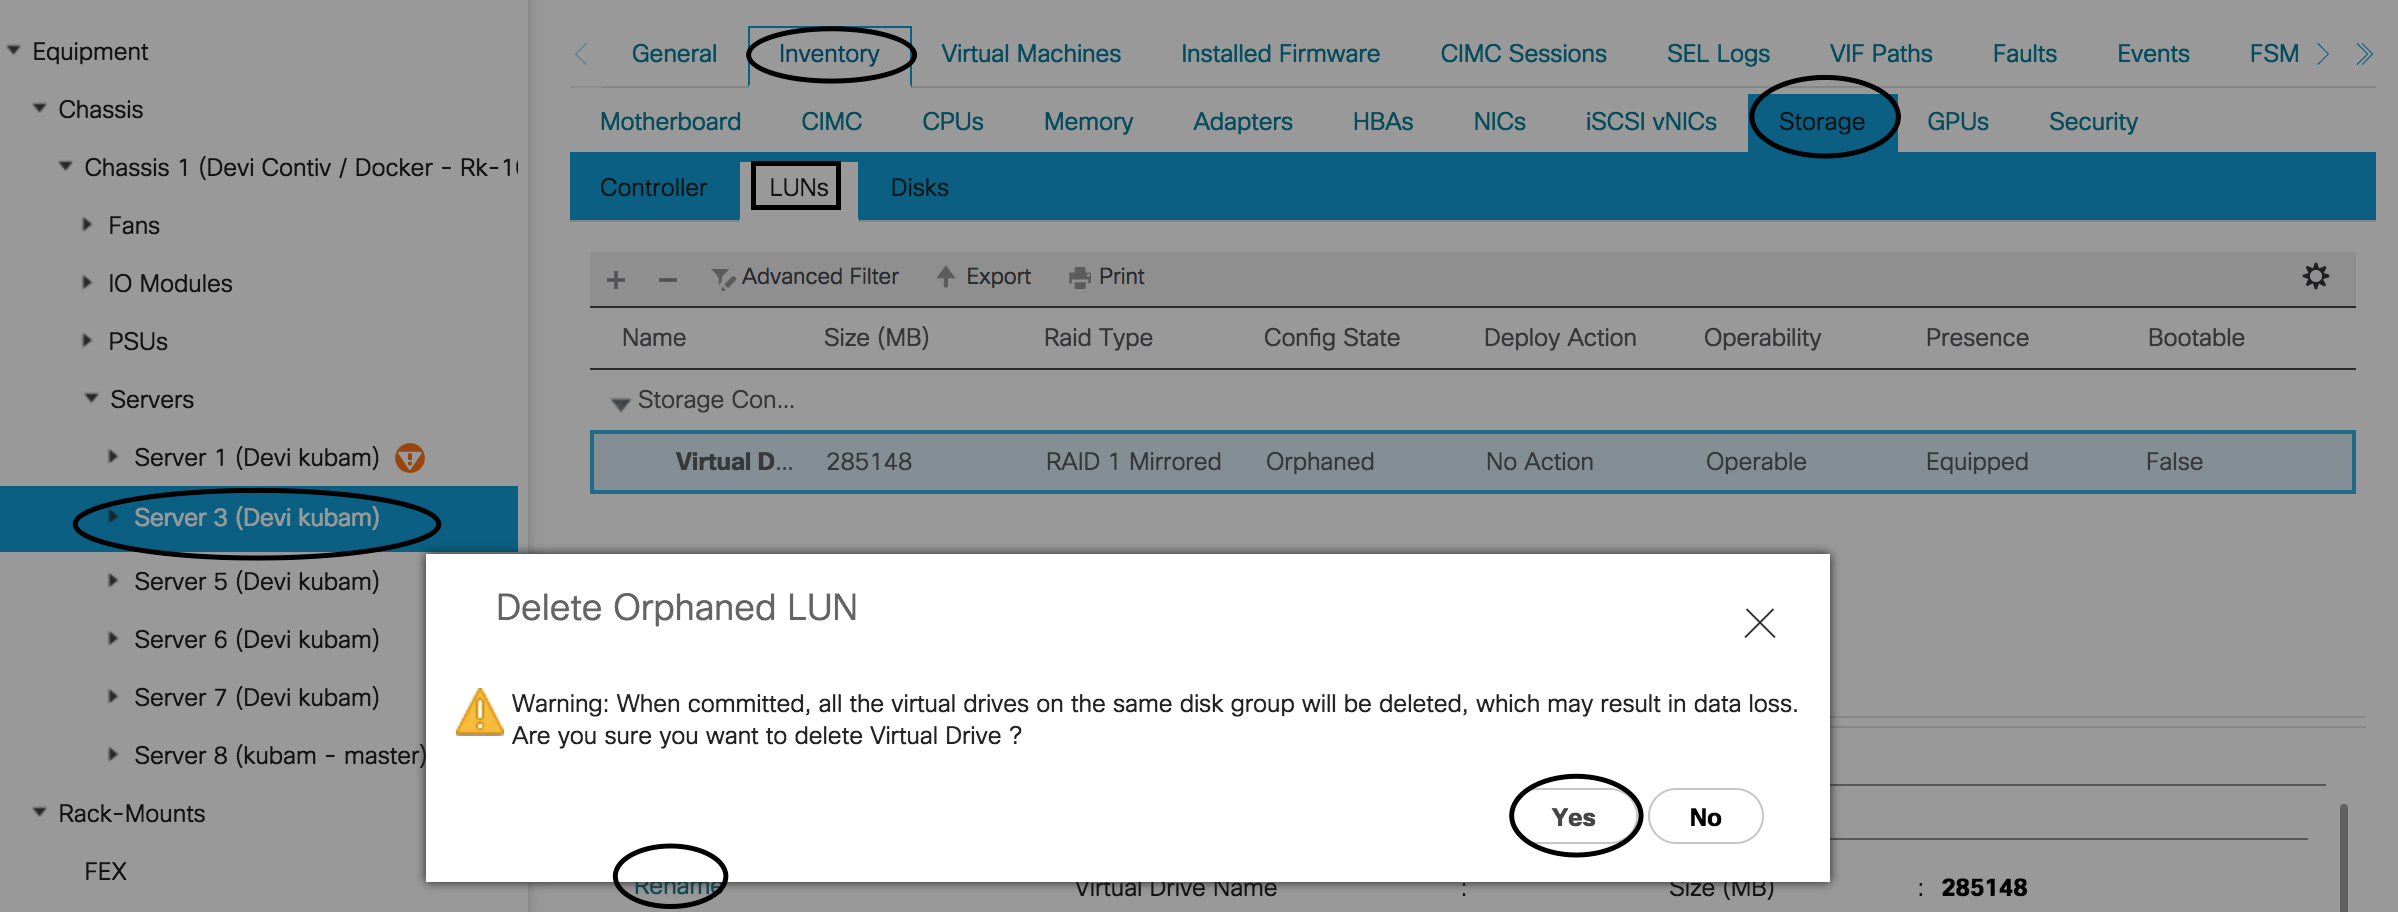 Equipment
Chassis
Chassis 1 (Devi Contiv / Docker - Rk-1
Fans
IO Modules
PSUs
Servers
Server 1 (Devi kubam)
Server 3 (Devi kubam)
Server 5 (Devi kubam)
Server 6 (Devi kubam)
Server 7 (Devi kubam)
Server 8 (kubam - master)
Rack-Mounts
FEX
General Inventory Virtual Machines Installed Firmware CIMC Sessions SEL Logs VIF Paths Faults Events FSM
Motherboard CIMC CPUs Memory Adapters HBAs NICs iSCSI vNICs Storage GPUs Security
Controller LUNs Disks
+ − Advanced Filter Export Print
Name Size (MB) Raid Type Config State Deploy Action Operability Presence Bootable
Storage Con...
Virtual D... 285148 RAID 1 Mirrored Orphaned No Action Operable Equipped False
Delete Orphaned LUN
Warning: When committed, all the virtual drives on the same disk group will be deleted, which may result in data loss.
Are you sure you want to delete Virtual Drive ?
Yes No
Rename Virtual Drive Name : Size (MB) : 285148